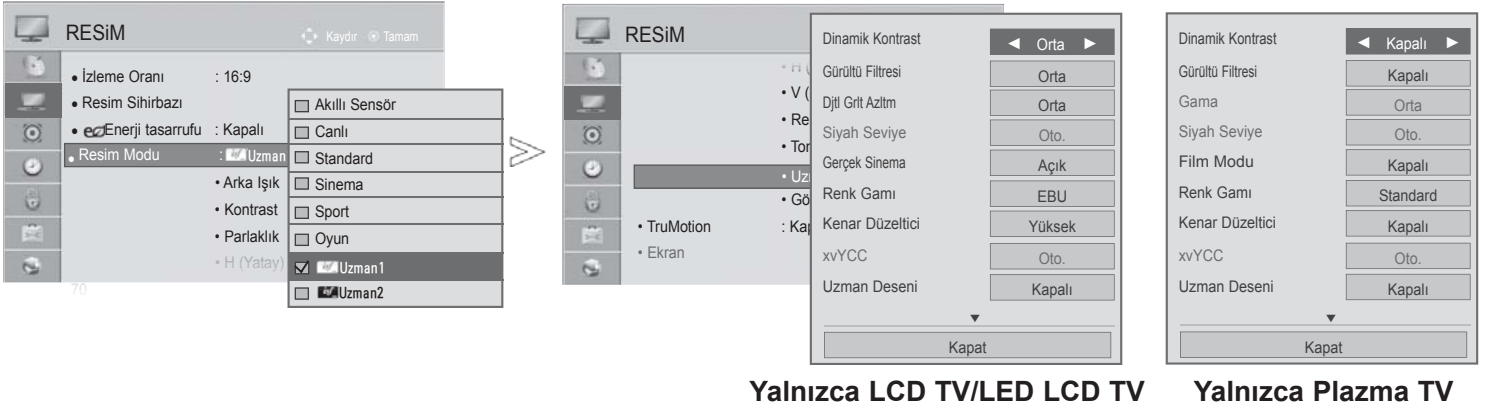 RESiM
Kaydır Tamam
• İzleme Oranı : 16:9
• Resim Sihirbazı
• eco Enerji tasarrufu : Kapalı
• Resim Modu : Uzman
• Arka Işık
• Kontrast
• Parlaklık
• H (Yatay)
70
Akıllı Sensör
Canlı
Standard
Sinema
Sport
Oyun
Uzman1
Uzman2
RESiM
• H (
• V (
• Re
• Tor
• Uz
• Gö
• TruMotion : Kap
• Ekran
Dinamik Kontrast ◄ Orta ►
Gürültü Filtresi Orta
Djtl Grlt Azltm Orta
Siyah Seviye Oto.
Gerçek Sinema Açık
Renk Gamı EBU
Kenar Düzeltici Yüksek
xvYCC Oto.
Uzman Deseni Kapalı
▼
Kapat
Yalnızca LCD TV/LED LCD TV
Dinamik Kontrast ◄ Kapalı ►
Gürültü Filtresi Kapalı
Gama Orta
Siyah Seviye Oto.
Film Modu Kapalı
Renk Gamı Standard
Kenar Düzeltici Kapalı
xvYCC Oto.
Uzman Deseni Kapalı
▼
Kapat
Yalnızca Plazma TV